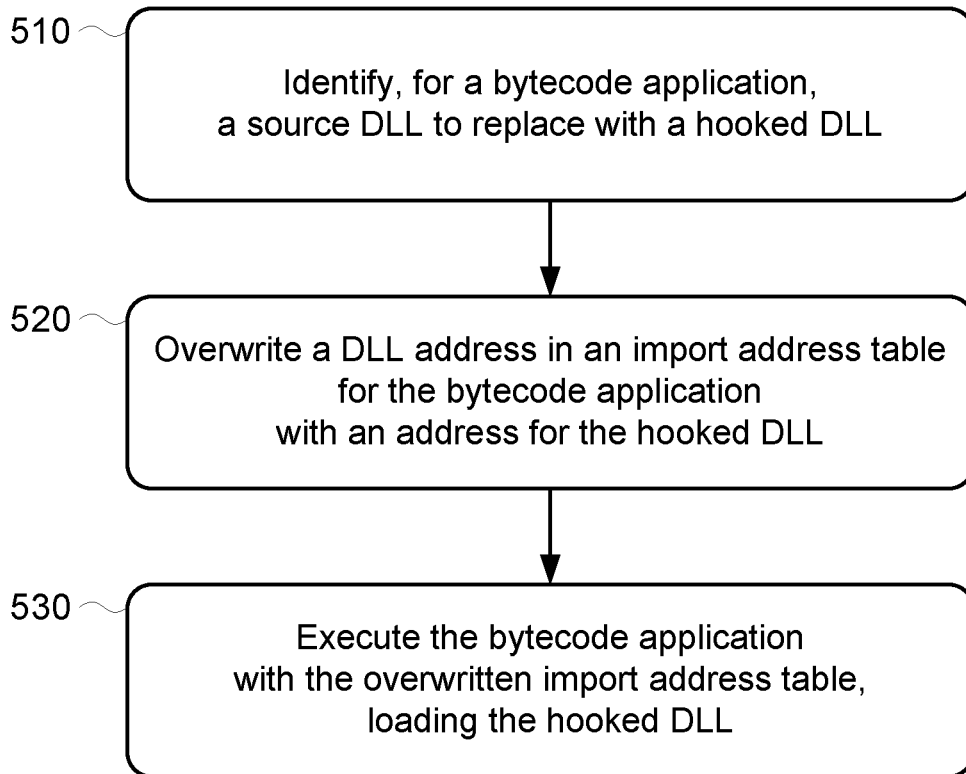 510
Identify, for a bytecode application,
a source DLL to replace with a hooked DLL
520
Overwrite a DLL address in an import address table
for the bytecode application
with an address for the hooked DLL
530
Execute the bytecode application
with the overwritten import address table,
loading the hooked DLL